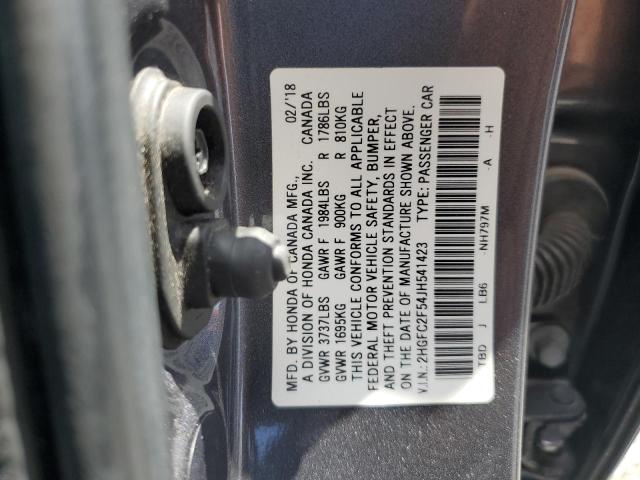 MFD. BY HONDA OF CANADA MFG., 02/'18
A DIVISION OF HONDA CANADA INC. CANADA
GVWR 3737LBS GAWR F 1984LBS R 1786LBS
GVWR 1695KG GAWR F 900KG R 810KG
THIS VEHICLE CONFORMS TO ALL APPLICABLE
FEDERAL MOTOR VEHICLE SAFETY, BUMPER,
AND THEFT PREVENTION STANDARDS IN EFFECT
ON THE DATE OF MANUFACTURE SHOWN ABOVE.
V.I.N.: 2HGFC2F54JH541423 TYPE: PASSENGER CAR
TBD J LB6 -NH797M -A -H